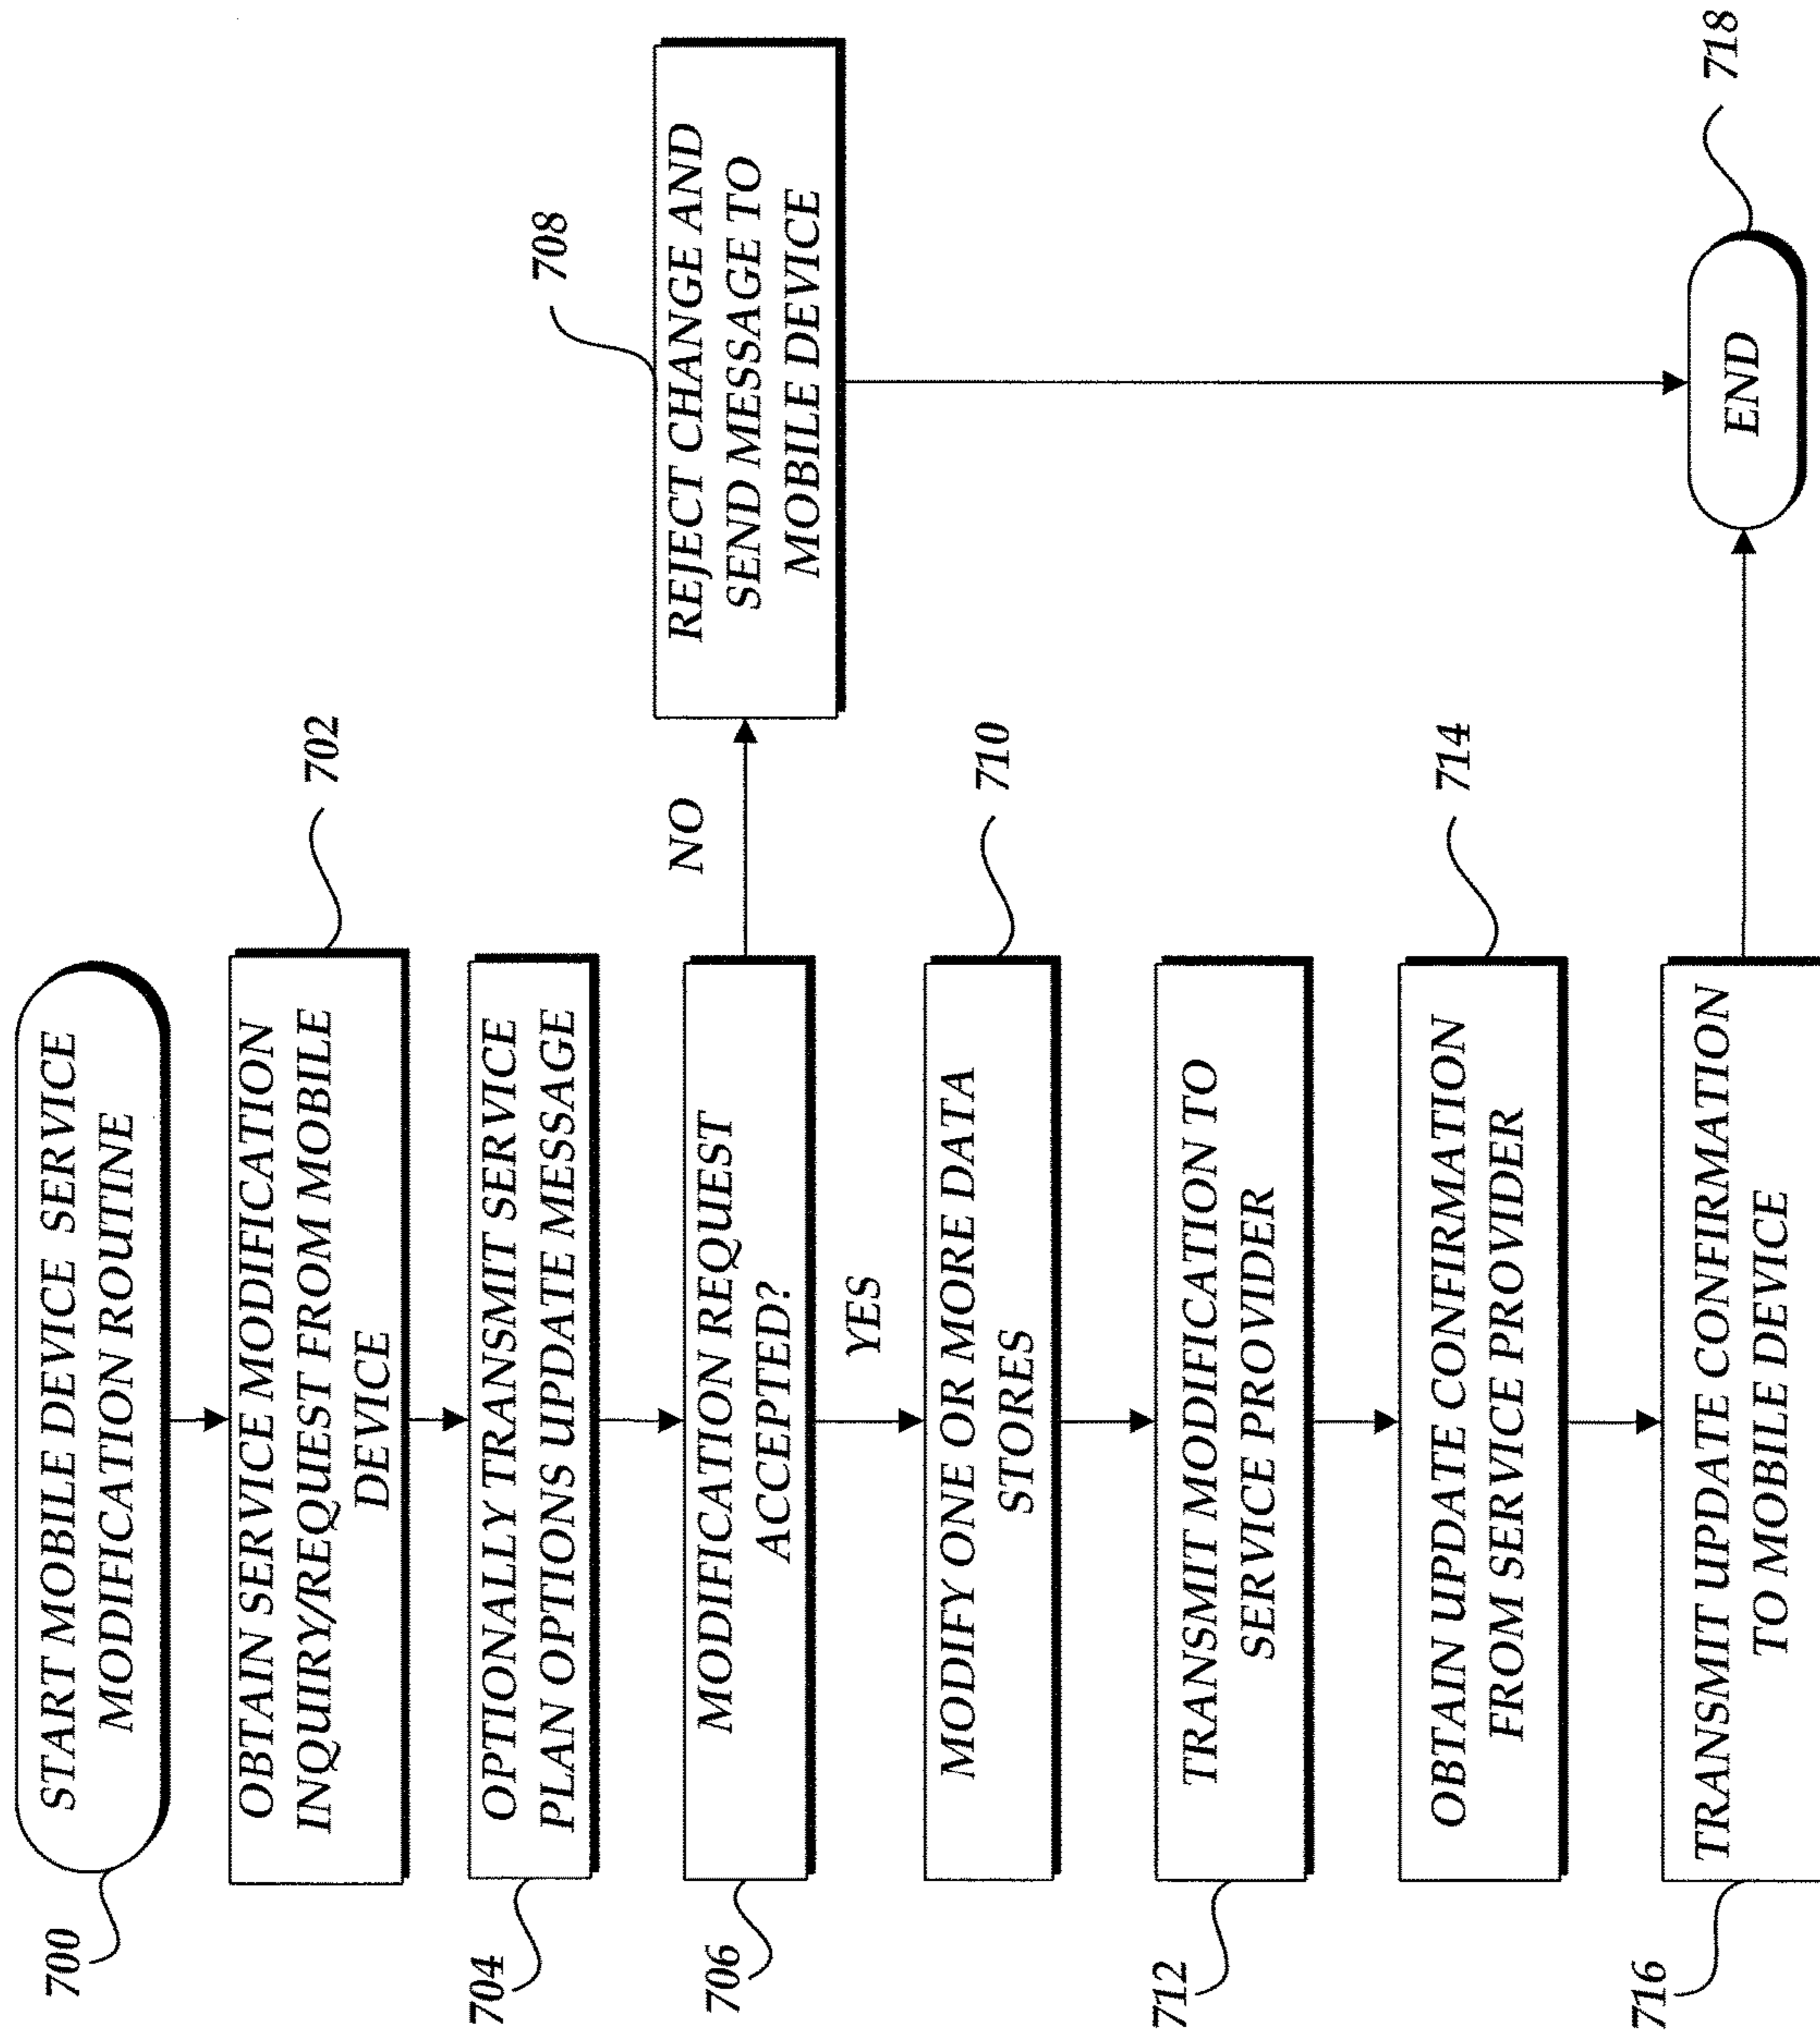 700
START MOBILE DEVICE SERVICE
MODIFICATION ROUTINE
702
OBTAIN SERVICE MODIFICATION
INQUIRY/REQUEST FROM MOBILE
DEVICE
704
OPTIONALLY TRANSMIT SERVICE
PLAN OPTIONS UPDATE MESSAGE
706
MODIFICATION REQUEST
ACCEPTED?
NO
708
REJECT CHANGE AND
SEND MESSAGE TO
MOBILE DEVICE
YES
710
MODIFY ONE OR MORE DATA
STORES
712
TRANSMIT MODIFICATION TO
SERVICE PROVIDER
714
OBTAIN UPDATE CONFIRMATION
FROM SERVICE PROVIDER
716
TRANSMIT UPDATE CONFIRMATION
TO MOBILE DEVICE
718
END